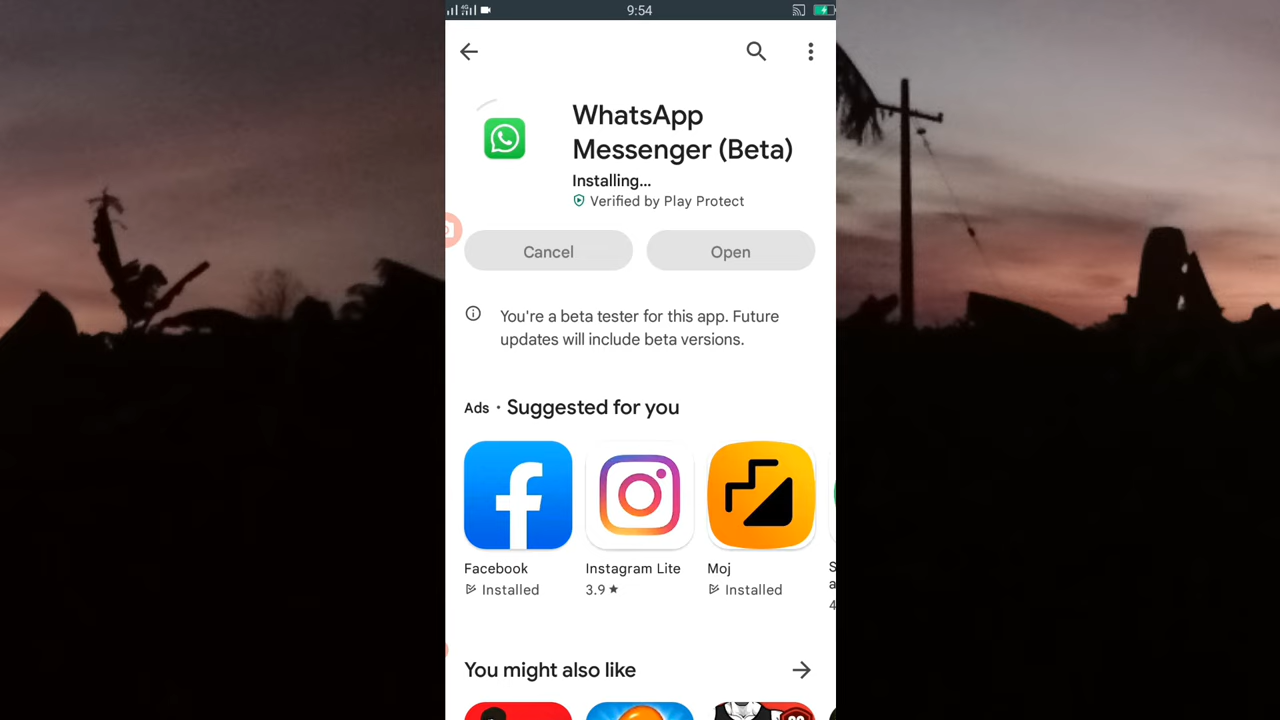 9:54
WhatsApp
Messenger (Beta)
Installing...
Verified by Play Protect
Cancel
Open
You're a beta tester for this app. Future
updates will include beta versions.
Ads • Suggested for you
Facebook
Installed
Instagram Lite
3.9 ★
Moj
Installed
You might also like